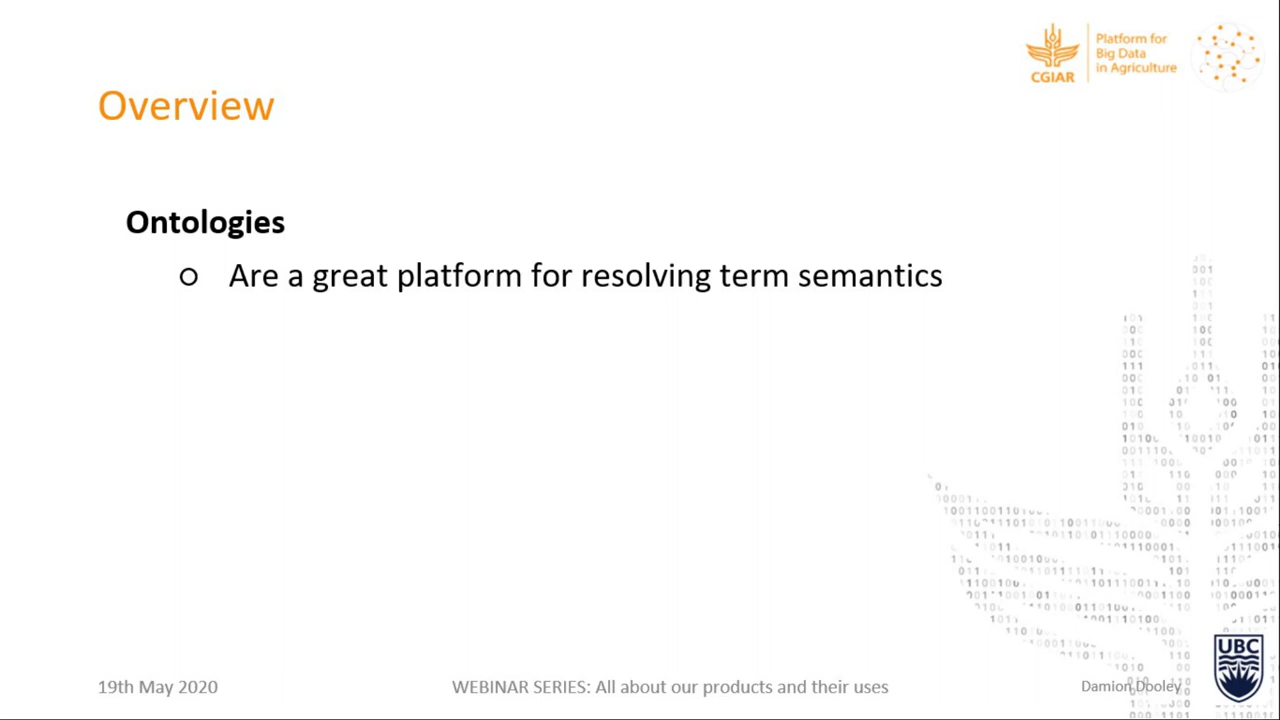 CGIAR
Platform for
Big Data
in Agriculture
Overview
Ontologies
○ Are a great platform for resolving term semantics
19th May 2020
WEBINAR SERIES: All about our products and their uses
Damion Dooley
UBC